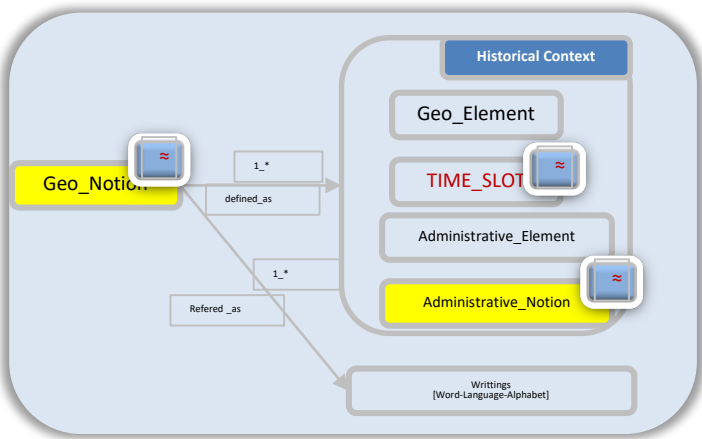 Historical Context
Geo_Element
≈
TIME_SLOT
≈
Geo_Notion
1_*
defined_as
Administrative_Element
1_*
≈
Administrative_Notion
Refered _as
Writtings
[Word-Language-Alphabet]